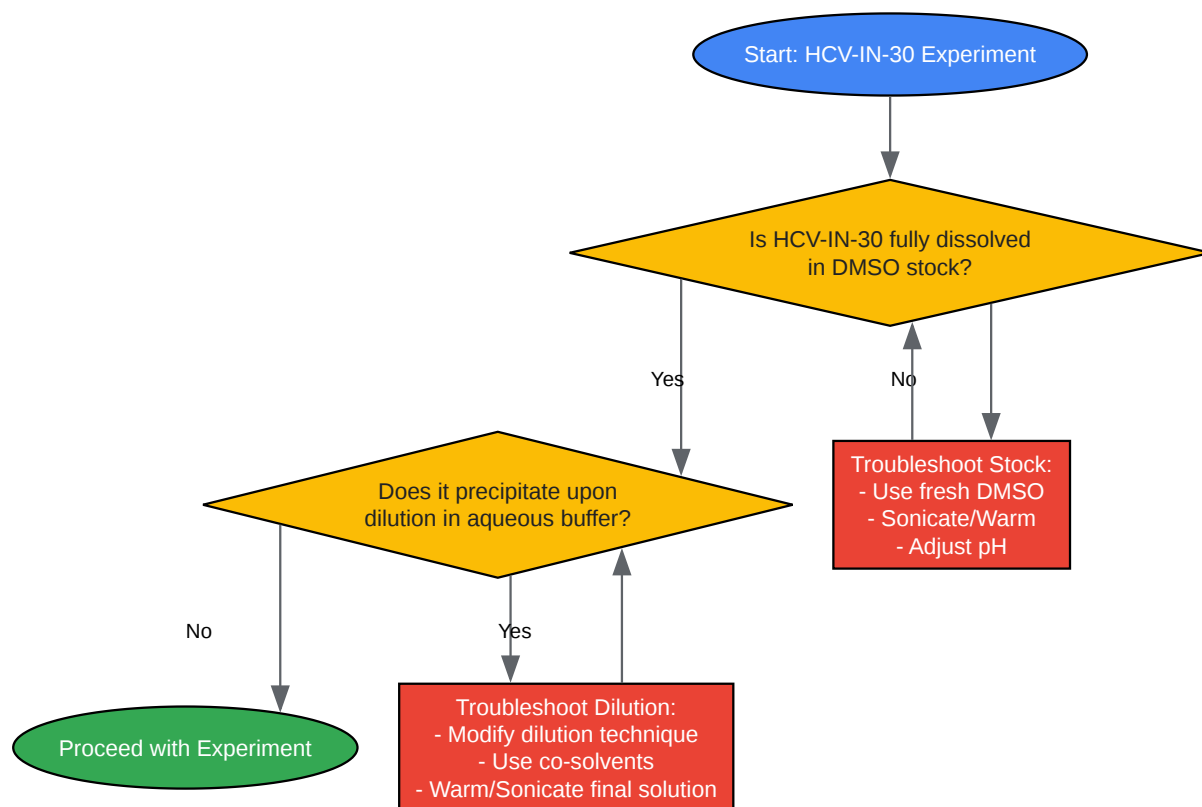 Start: HCV-IN-30 Experiment
Is HCV-IN-30 fully dissolved
in DMSO stock?
Yes
No
Troubleshoot Stock:
- Use fresh DMSO
- Sonicate/Warm
- Adjust pH
Does it precipitate upon
dilution in aqueous buffer?
No
Yes
Troubleshoot Dilution:
- Modify dilution technique
- Use co-solvents
- Warm/Sonicate final solution
Proceed with Experiment